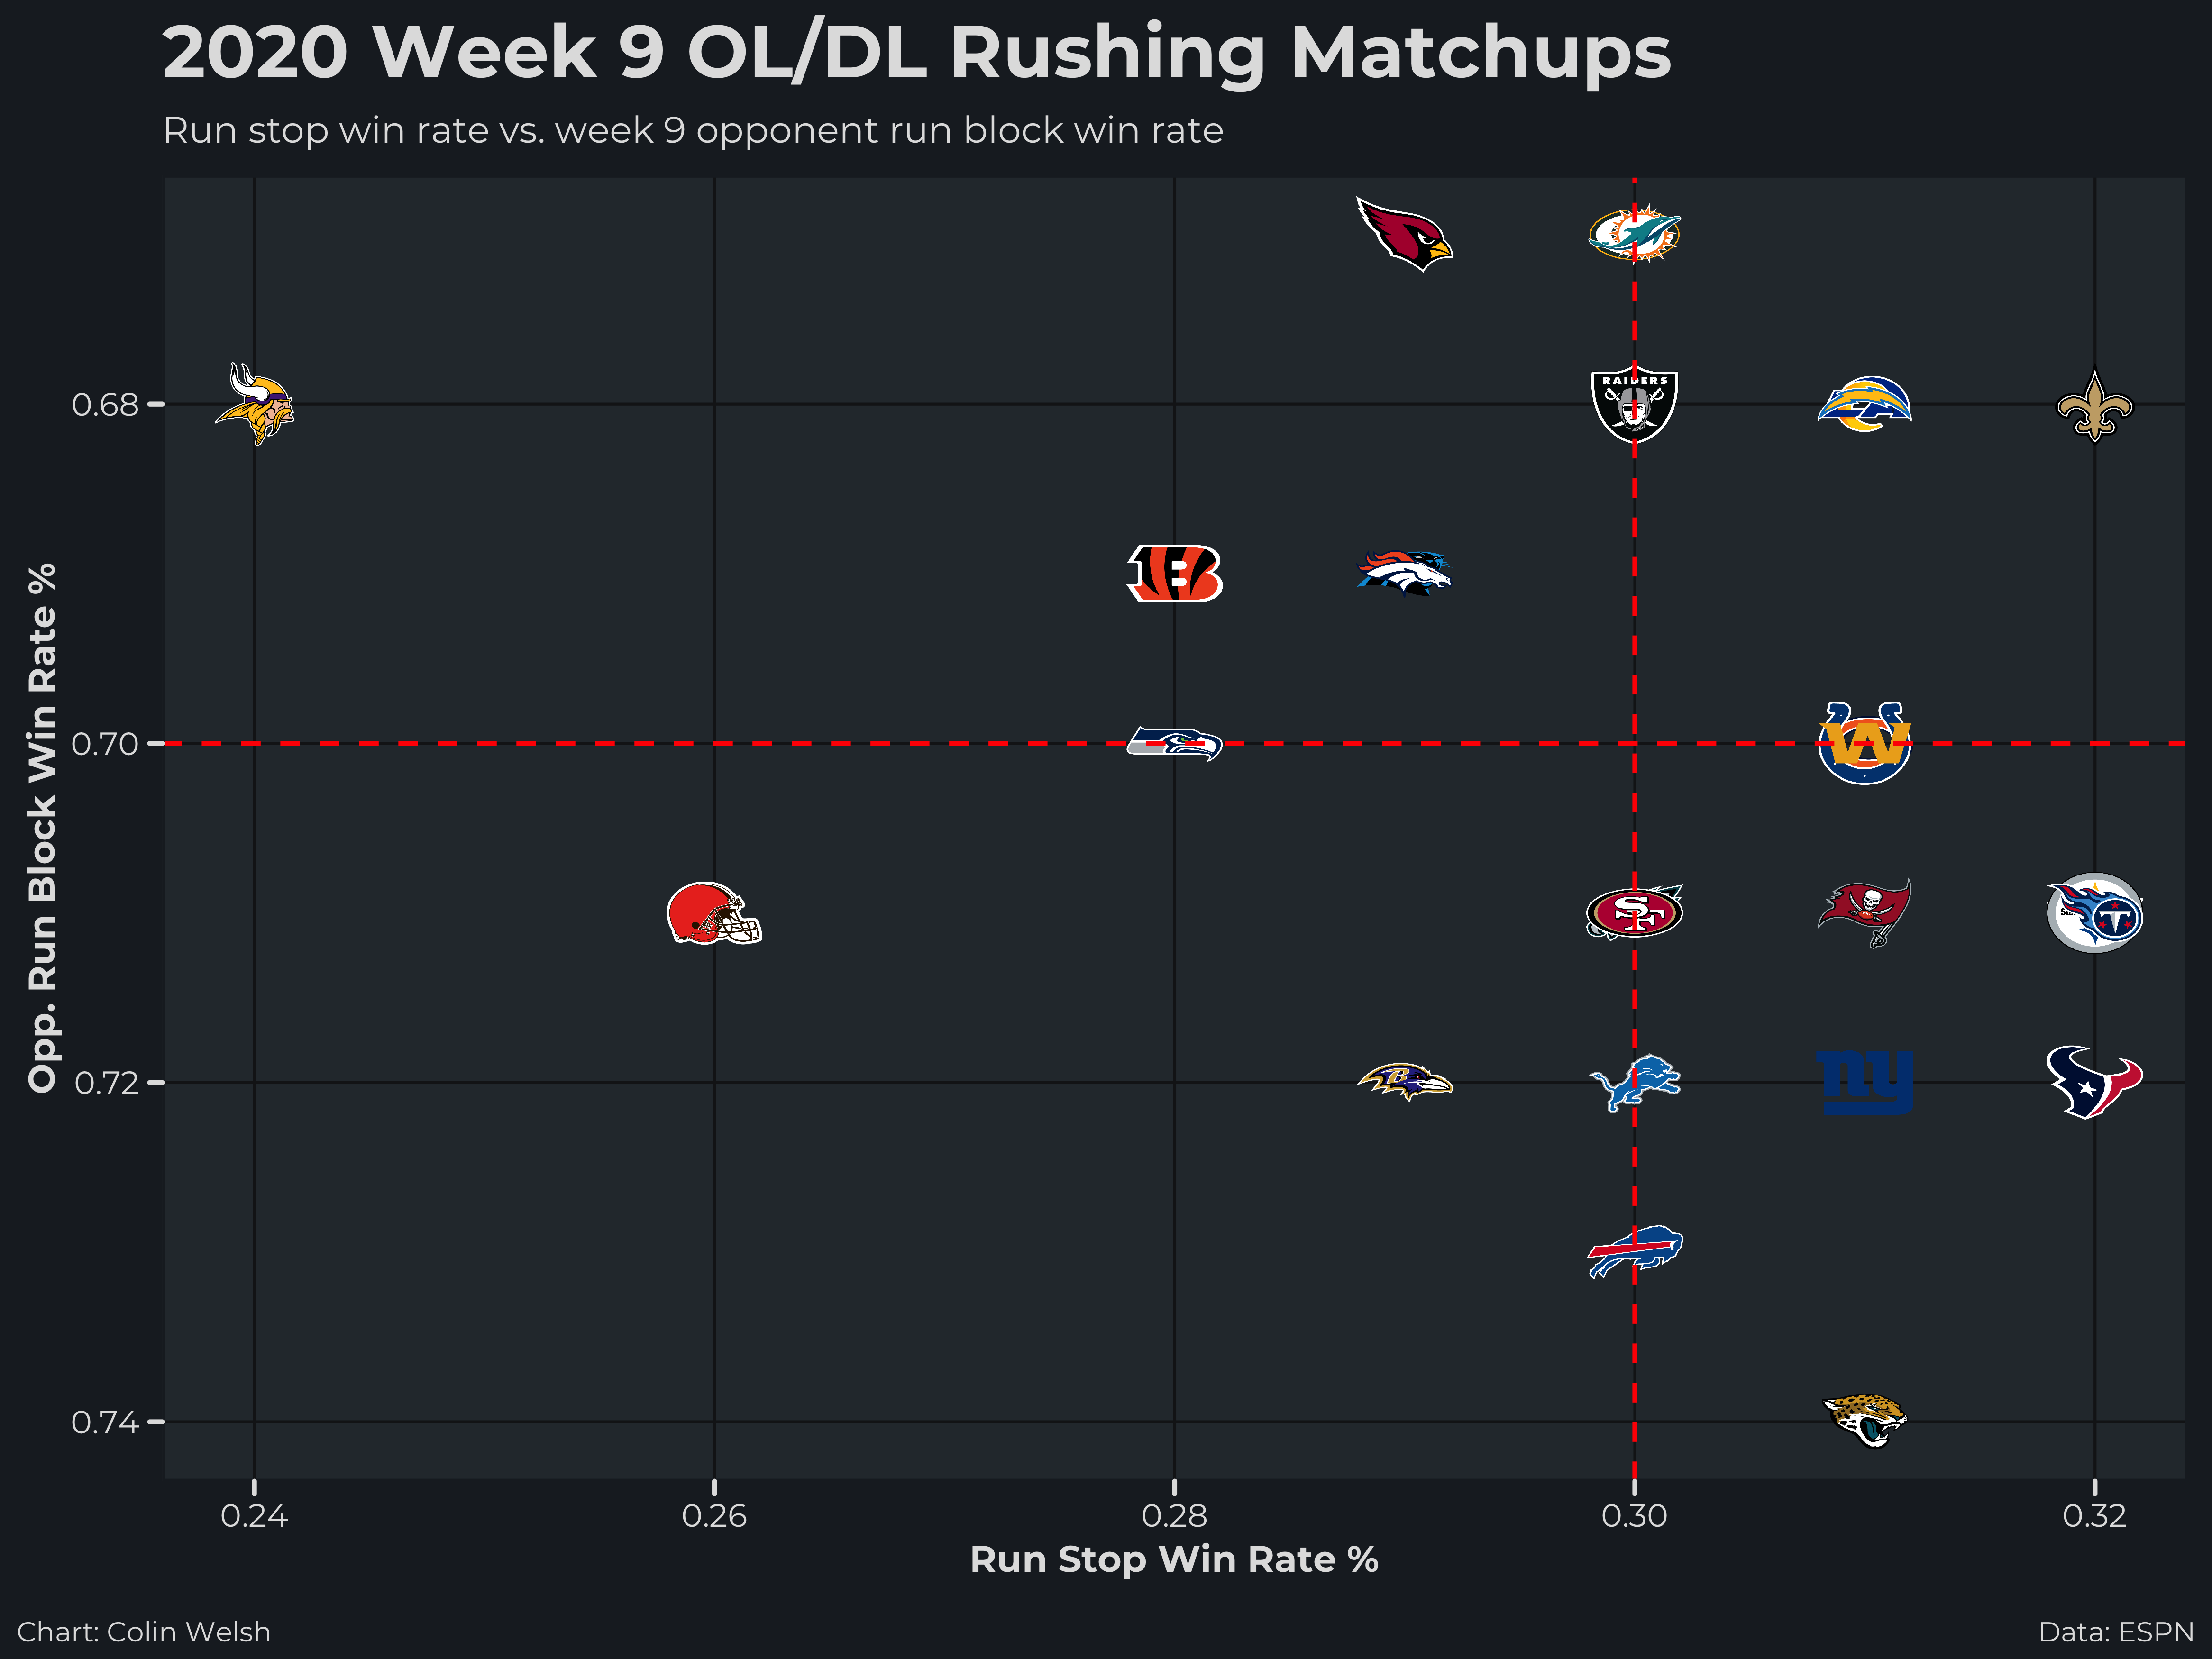 2020 Week 9 OL/DL Rushing Matchups
Run stop win rate vs. week 9 opponent run block win rate
Opp. Run Block Win Rate %
0.68
0.70
0.72
0.74
RAIDERS
B
W
SF
T
ny
0.24
0.26
0.28
0.30
0.32
Run Stop Win Rate %
Chart: Colin Welsh
Data: ESPN